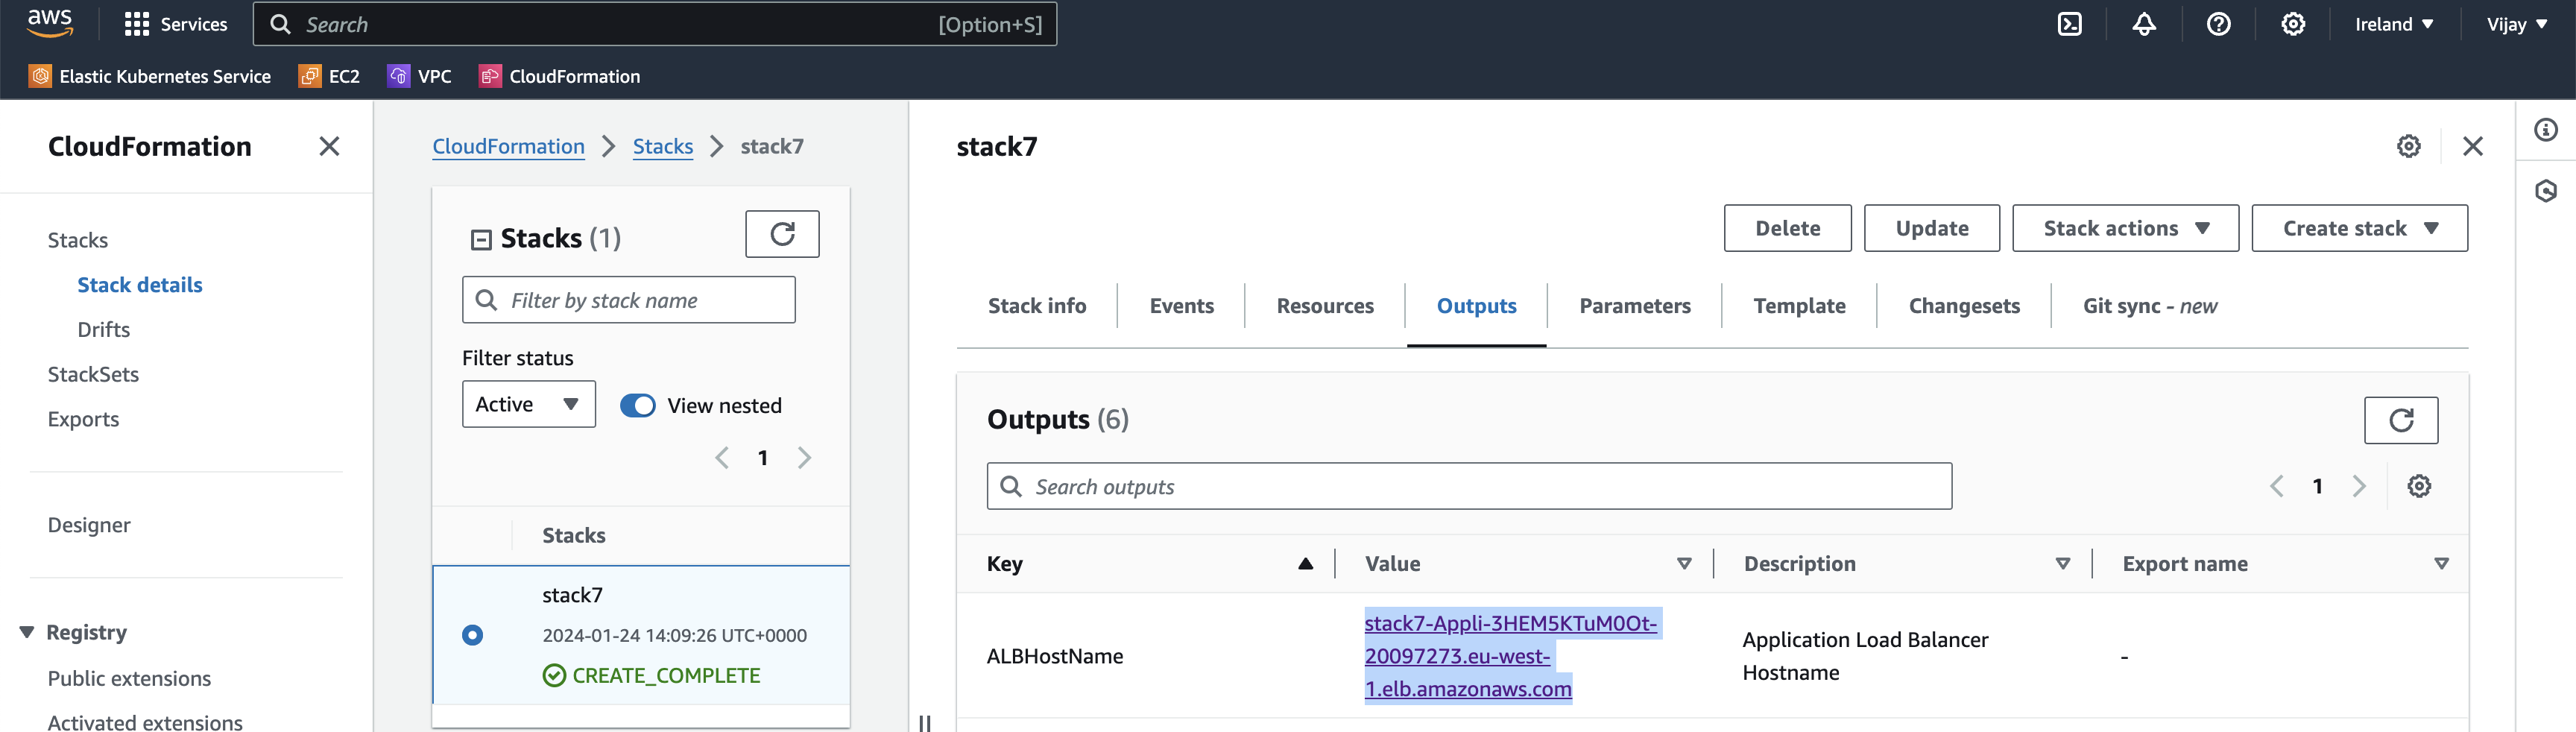 aws
Services
Search
[Option+S]
Ireland ▼
Vijay ▼
Elastic Kubernetes Service
EC2
VPC
CloudFormation
CloudFormation
Stacks
Stack details
Drifts
StackSets
Exports
Designer
Registry
Public extensions
Activated extensions
CloudFormation > Stacks > stack7
Stacks (1)
Filter by stack name
Filter status
Active
View nested
1
Stacks
stack7
2024-01-24 14:09:26 UTC+0000
CREATE_COMPLETE
stack7
Delete
Update
Stack actions
Create stack
Stack info
Events
Resources
Outputs
Parameters
Template
Changesets
Git sync - new
Outputs (6)
Search outputs
1
Key
Value
Description
Export name
ALBHostName
stack7-Appli-3HEM5KTuM0Ot-
20097273.eu-west-
1.elb.amazonaws.com
Application Load Balancer
Hostname
-